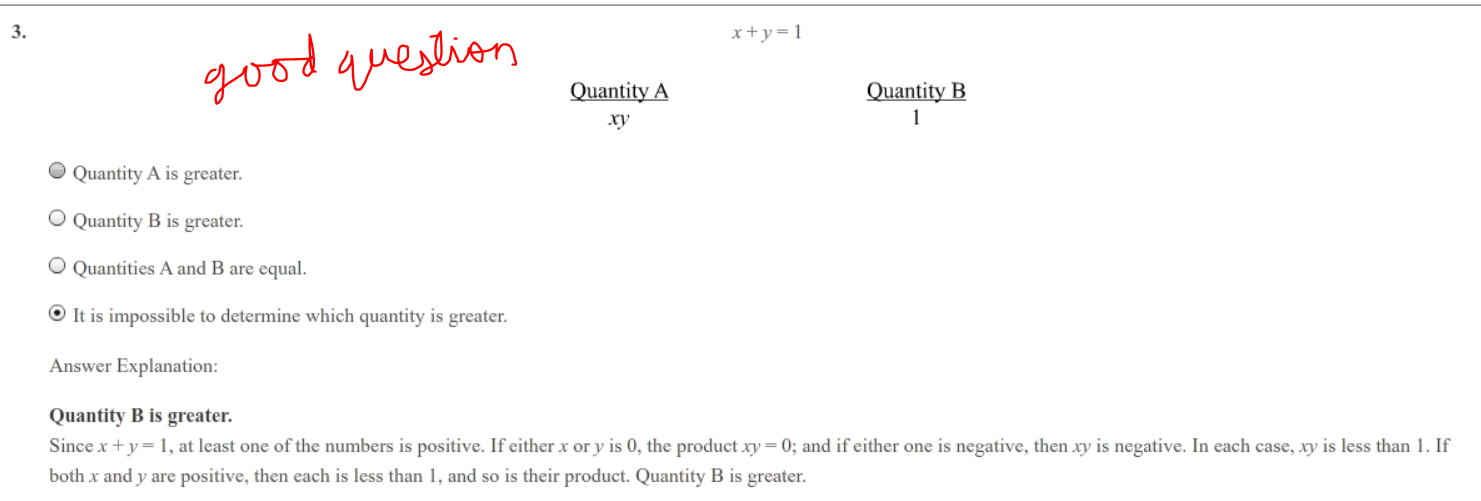 3.
x + y = 1
good question
Quantity A
Quantity B
xy
1
Quantity A is greater.
Quantity B is greater.
Quantities A and B are equal.
It is impossible to determine which quantity is greater.
Answer Explanation:
Quantity B is greater.
Since x + y = 1, at least one of the numbers is positive. If either x or y is 0, the product xy = 0; and if either one is negative, then xy is negative. In each case, xy is less than 1. If
both x and y are positive, then each is less than 1, and so is their product. Quantity B is greater.